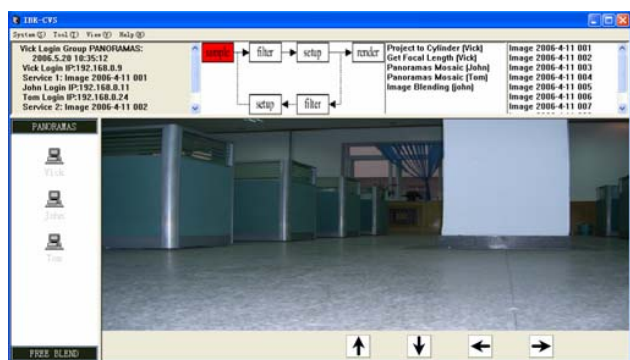 IBR-CVS
System(S) Tool(T) View(V) Help(H)
Vick Login Group PANORAMAS:
2006.5.20 10:35:12
Vick Login IP:192.168.0.9
Service 1: Image 2006-4-11 001
John Login IP:192.168.0.11
Tom Login IP:192.168.0.24
Service 2: Image 2006-4-11 002
sample
filter
setup
render
setup
filter
Project to Cylinder (Vick)
Get Focal Length (Vick)
Panoramas Mosaic (John)
Panoramas Mosaic (Tom)
Image Blending (john)
Image 2006-4-11 001
Image 2006-4-11 002
Image 2006-4-11 003
Image 2006-4-11 004
Image 2006-4-11 005
Image 2006-4-11 006
Image 2006-4-11 007
PANORAMAS
Vick
John
Tom
FREE BLEND